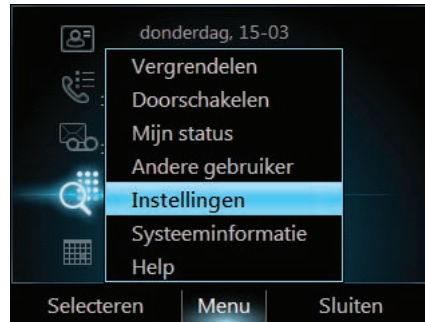 donderdag, 15-03
Vergrendelen
Doorschakelen
Mijn status
Andere gebruiker
Instellingen
Systeeminformatie
Help
Selecteren Menu Sluiten